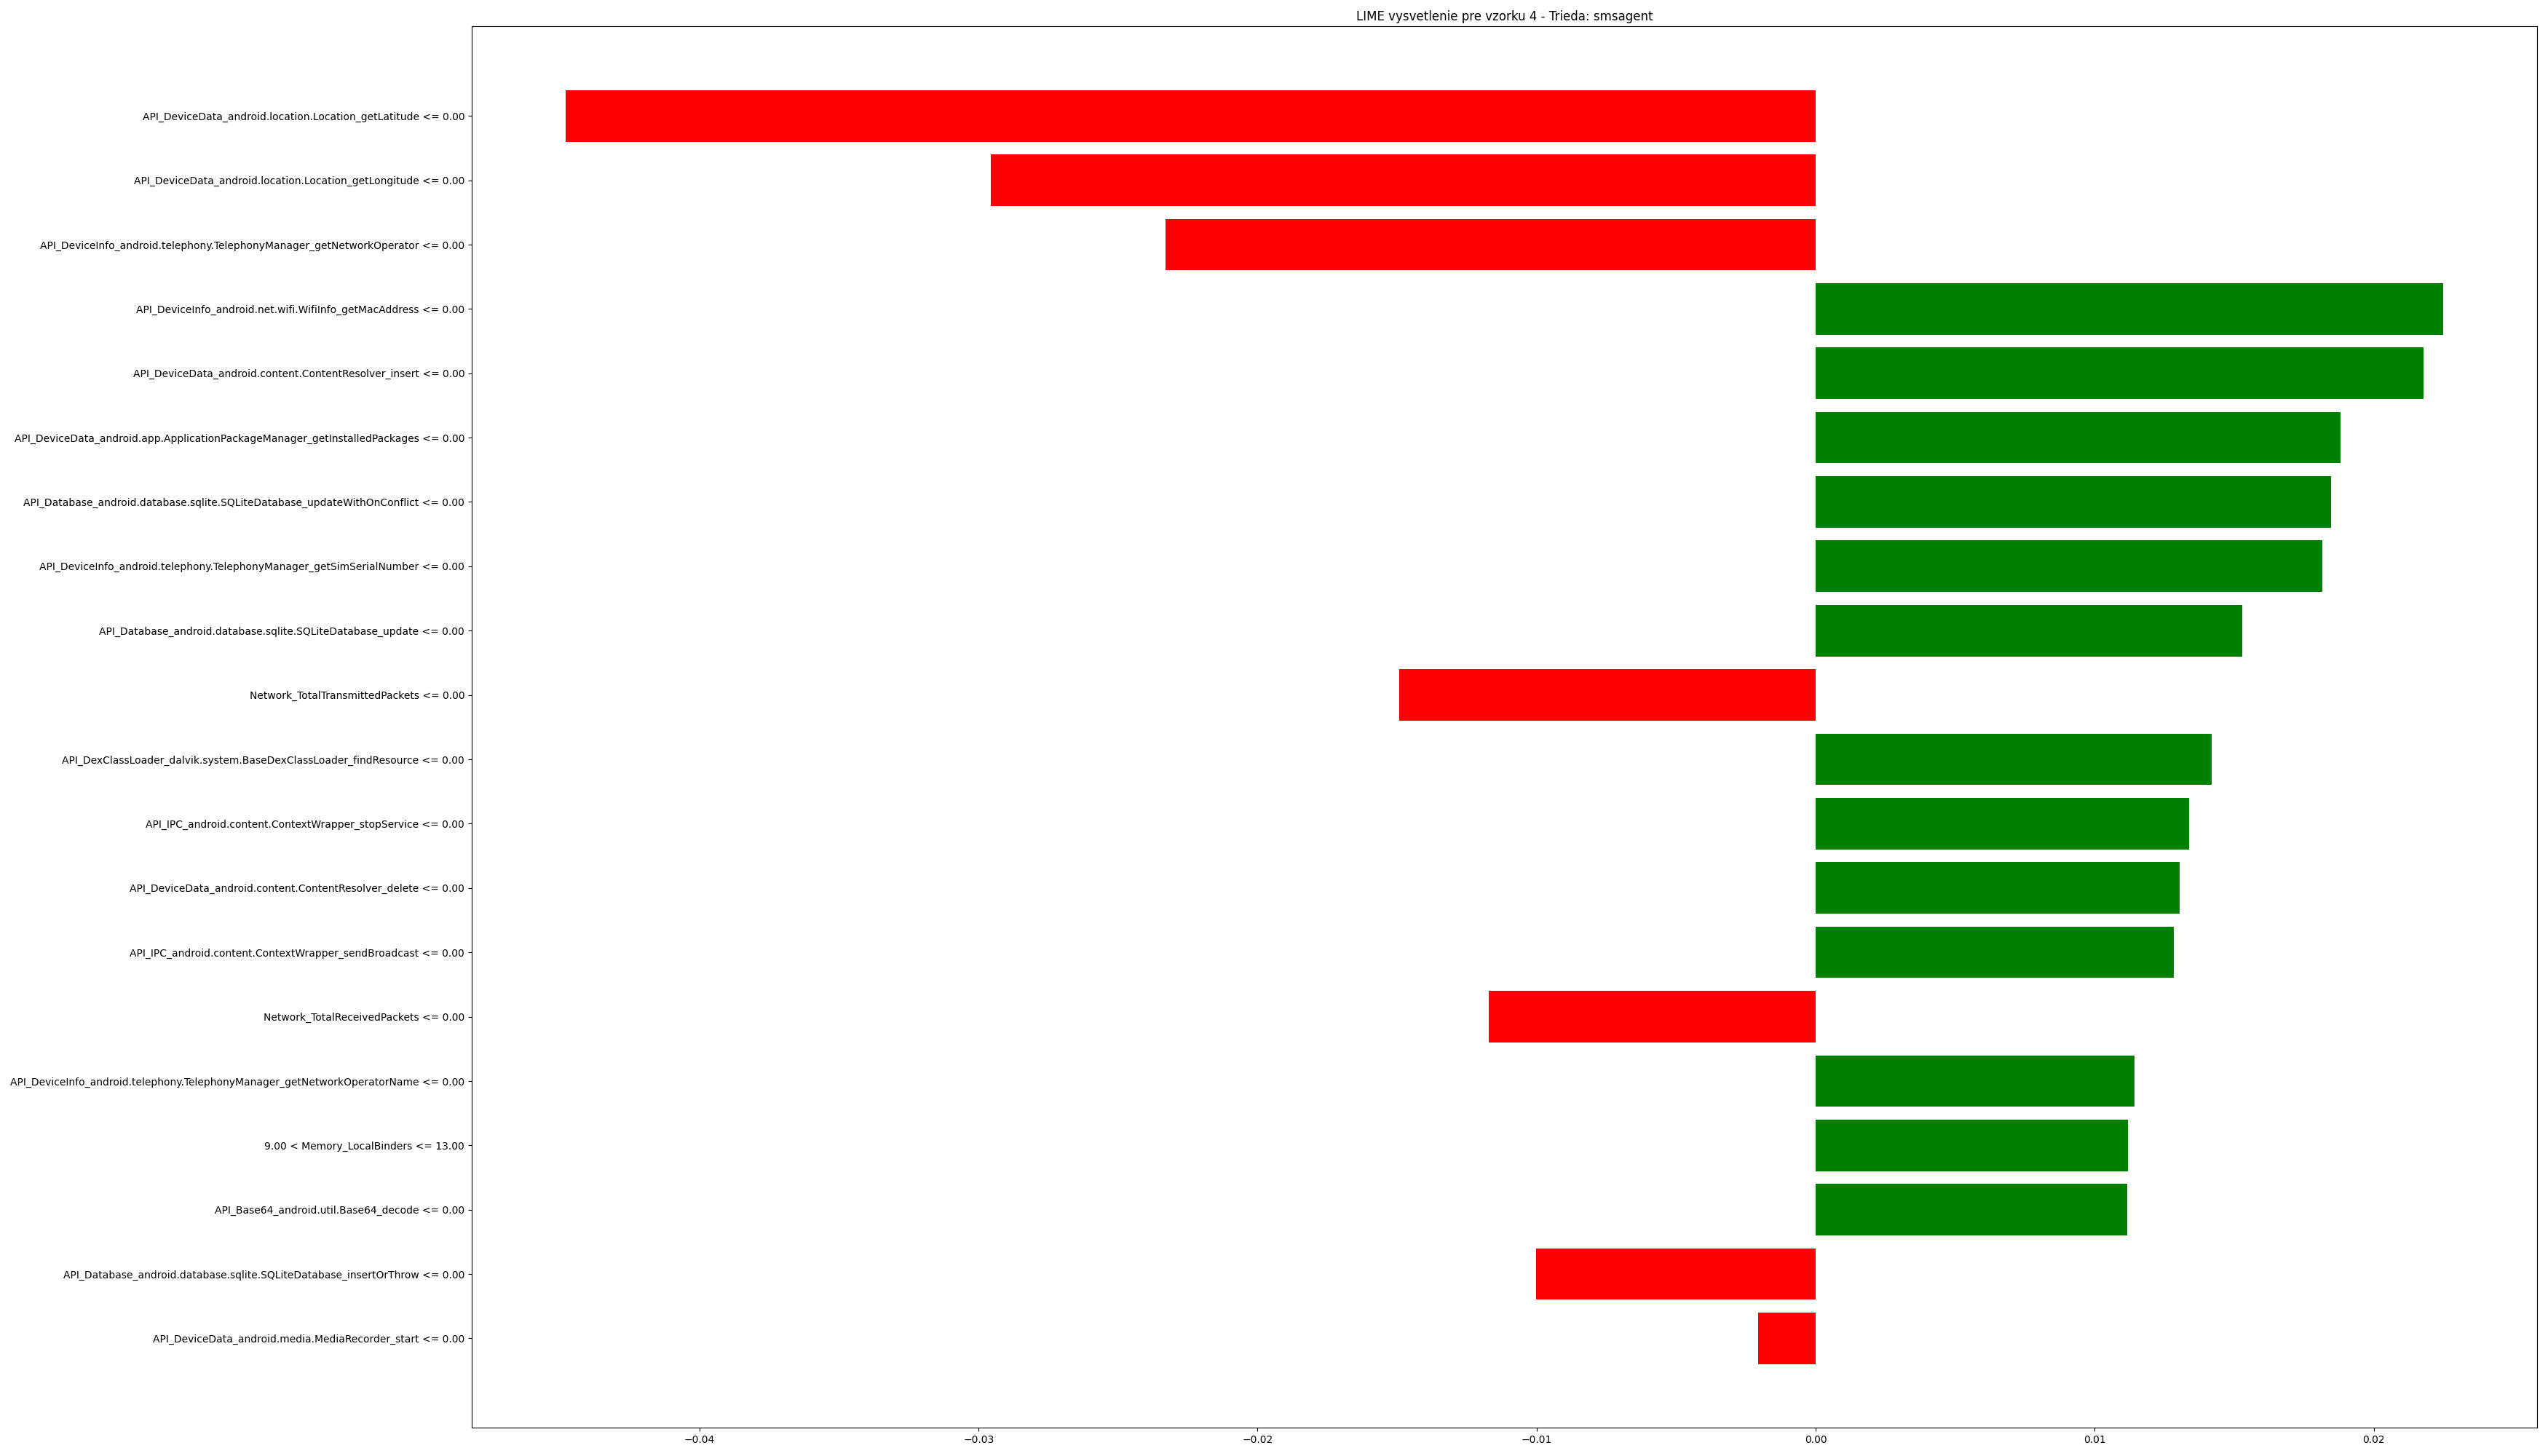 LIME vysvetlenie pre vzorku 4 - Trieda: smsagent
API_DeviceData_android.location.Location_getLatitude <= 0.00
API_DeviceData_android.location.Location_getLongitude <= 0.00
API_DeviceInfo_android.telephony.TelephonyManager_getNetworkOperator <= 0.00
API_DeviceInfo_android.net.wifi.WifiInfo_getMacAddress <= 0.00
API_DeviceData_android.content.ContentResolver_insert <= 0.00
API_DeviceData_android.app.ApplicationPackageManager_getInstalledPackages <= 0.00
API_Database_android.database.sqlite.SQLiteDatabase_updateWithOnConflict <= 0.00
API_DeviceInfo_android.telephony.TelephonyManager_getSimSerialNumber <= 0.00
API_Database_android.database.sqlite.SQLiteDatabase_update <= 0.00
Network_TotalTransmittedPackets <= 0.00
API_DexClassLoader_dalvik.system.BaseDexClassLoader_findResource <= 0.00
API_IPC_android.content.ContextWrapper_stopService <= 0.00
API_DeviceData_android.content.ContentResolver_delete <= 0.00
API_IPC_android.content.ContextWrapper_sendBroadcast <= 0.00
Network_TotalReceivedPackets <= 0.00
API_DeviceInfo_android.telephony.TelephonyManager_getNetworkOperatorName <= 0.00
9.00 < Memory_LocalBinders <= 13.00
API_Base64_android.util.Base64_decode <= 0.00
API_Database_android.database.sqlite.SQLiteDatabase_insertOrThrow <= 0.00
API_DeviceData_android.media.MediaRecorder_start <= 0.00
−0.04 −0.03 −0.02 −0.01 0.00 0.01 0.02